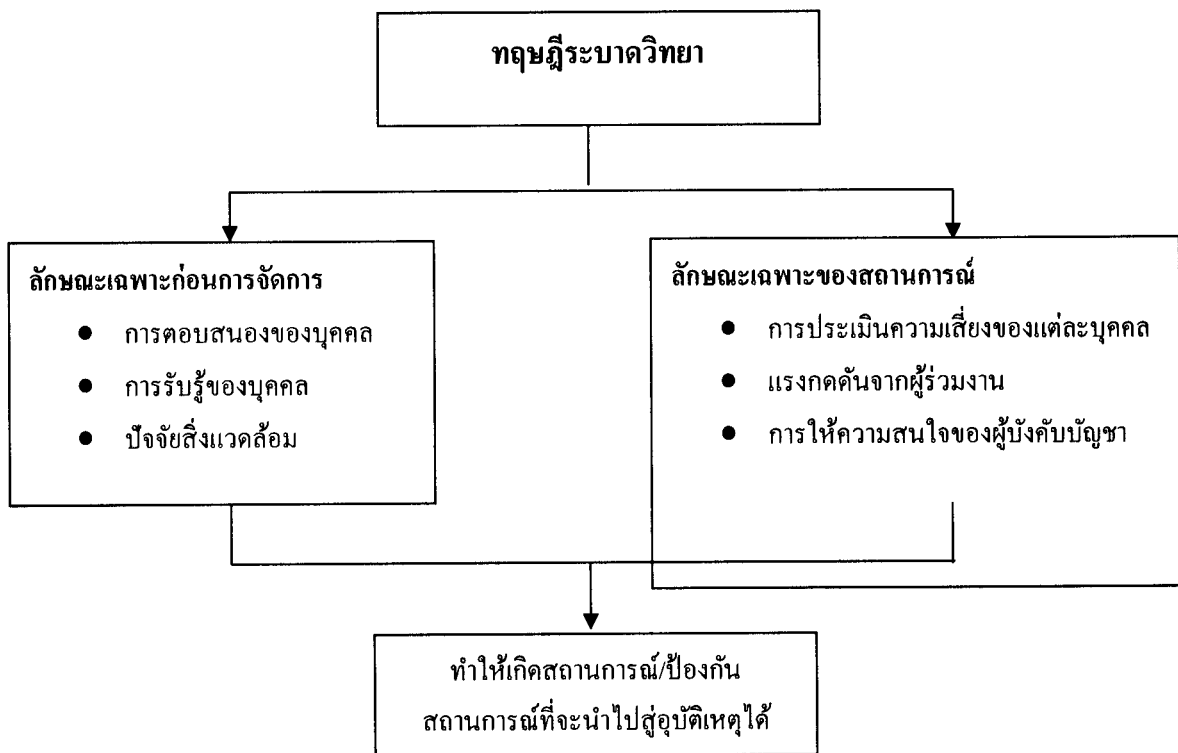 ทฤษฎีระบาดวิทยา
ลักษณะเฉพาะก่อนการจัดการ
● การตอบสนองของบุคคล
● การรับรู้ของบุคคล
● ปัจจัยสิ่งแวดล้อม
ลักษณะเฉพาะของสถานการณ์
● การประเมินความเสี่ยงของแต่ละบุคคล
● แรงกดดันจากผู้ร่วมงาน
● การให้ความสนใจของผู้บังคับบัญชา
ทำให้เกิดสถานการณ์/ป้องกัน
สถานการณ์ที่จะนำไปสู่อุบัติเหตุได้